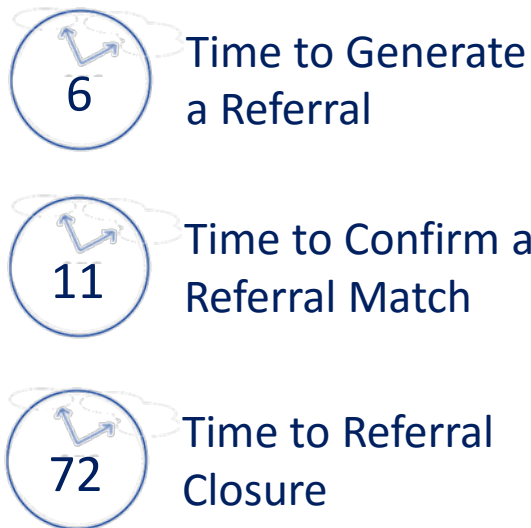 6
Time to Generate
a Referral
11
Time to Confirm a
Referral Match
72
Time to Referral
Closure